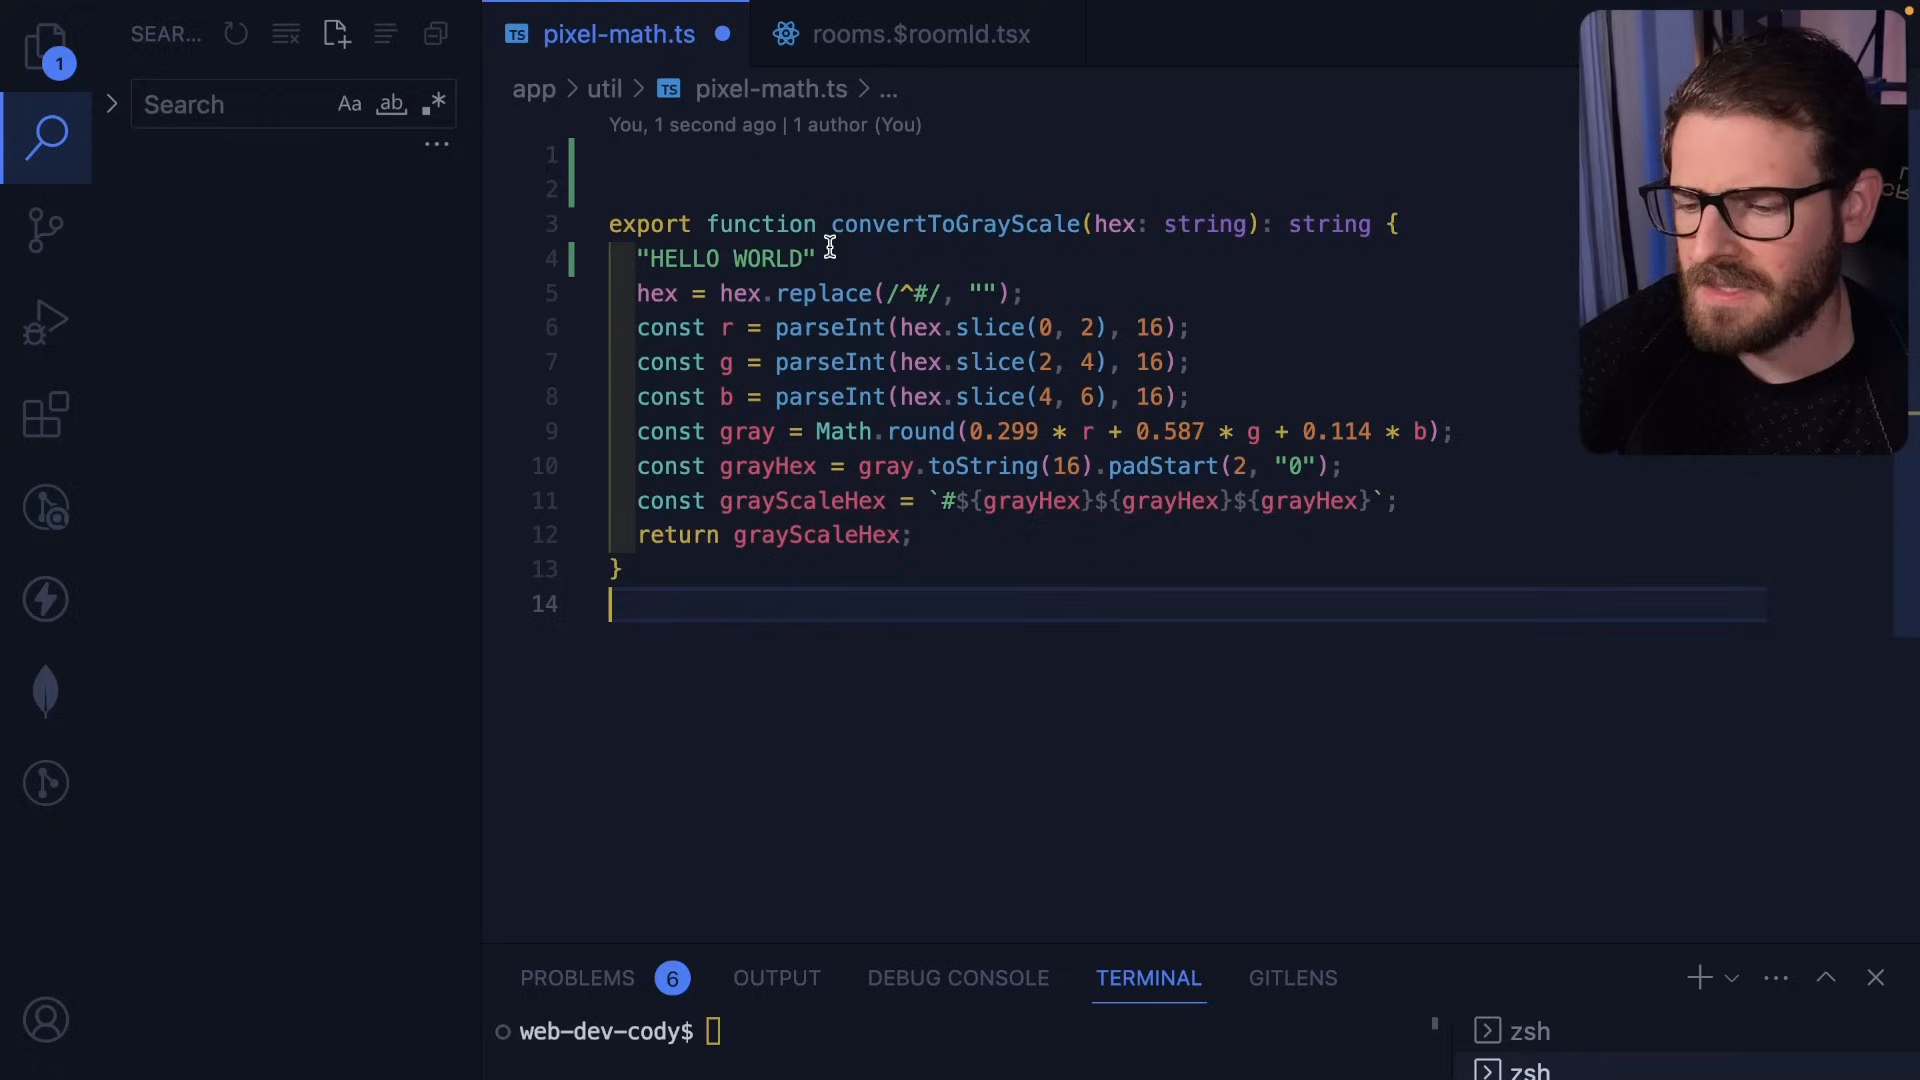 1
SEAR...
Search
Aa
ab
TS pixel-math.ts
rooms.$roomId.tsx
app > util > TS pixel-math.ts > ...
You, 1 second ago | 1 author (You)
1
2
3 export function convertToGrayScale(hex: string): string {
4 "HELLO WORLD"
5 hex = hex.replace(/^#/, "");
6 const r = parseInt(hex.slice(0, 2), 16);
7 const g = parseInt(hex.slice(2, 4), 16);
8 const b = parseInt(hex.slice(4, 6), 16);
9 const gray = Math.round(0.299 * r + 0.587 * g + 0.114 * b);
10 const grayHex = gray.toString(16).padStart(2, "0");
11 const grayScaleHex = `#${grayHex}${grayHex}${grayHex}`;
12 return grayScaleHex;
13 }
14
PROBLEMS 6 OUTPUT DEBUG CONSOLE TERMINAL GITLENS
web-dev-cody$
zsh
zsh